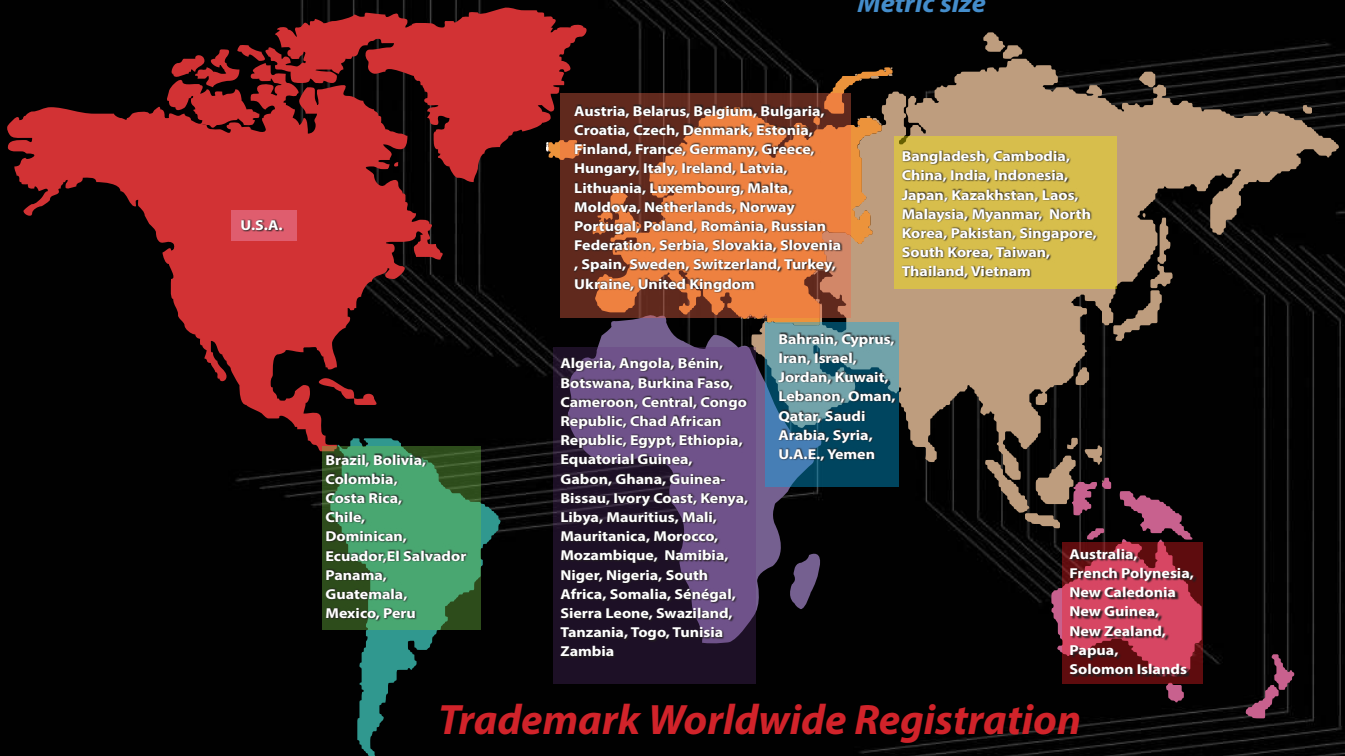 Metric size
U.S.A.
Austria, Belarus, Belgium, Bulgaria,
Croatia, Czech, Denmark, Estonia,
Finland, France, Germany, Greece,
Hungary, Italy, Ireland, Latvia,
Lithuania, Luxembourg, Malta,
Moldova, Netherlands, Norway
Portugal, Poland, România, Russian
Federation, Serbia, Slovakia, Slovenia
, Spain, Sweden, Switzerland, Turkey,
Ukraine, United Kingdom
Bangladesh, Cambodia,
China, India, Indonesia,
Japan, Kazakhstan, Laos,
Malaysia, Myanmar, North
Korea, Pakistan, Singapore,
South Korea, Taiwan,
Thailand, Vietnam
Bahrain, Cyprus,
Iran, Israel,
Jordan, Kuwait,
Lebanon, Oman,
Qatar, Saudi
Arabia, Syria,
U.A.E., Yemen
Algeria, Angola, Bénin,
Botswana, Burkina Faso,
Cameroon, Central, Congo
Republic, Chad African
Republic, Egypt, Ethiopia,
Equatorial Guinea,
Gabon, Ghana, Guinea-
Bissau, Ivory Coast, Kenya,
Libya, Mauritius, Mali,
Mauritanica, Morocco,
Mozambique, Namibia,
Niger, Nigeria, South
Africa, Somalia, Sénégal,
Sierra Leone, Swaziland,
Tanzania, Togo, Tunisia
Zambia
Brazil, Bolivia,
Colombia,
Costa Rica,
Chile,
Dominican,
Ecuador,El Salvador
Panama,
Guatemala,
Mexico, Peru
Australia,
French Polynesia,
New Caledonia
New Guinea,
New Zealand,
Papua,
Solomon Islands
Trademark Worldwide Registration